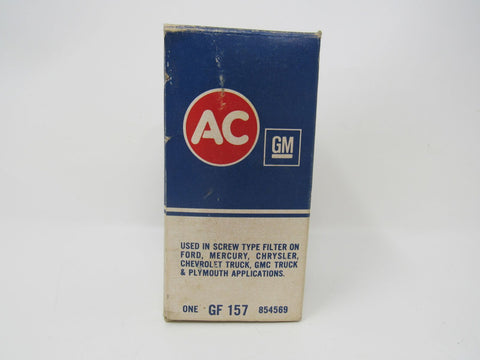 AC
GM
USED IN SCREW TYPE FILTER ON
FORD, MERCURY, CHRYSLER,
CHEVROLET TRUCK, GMC TRUCK
& PLYMOUTH APPLICATIONS.
ONE GF 157 854569